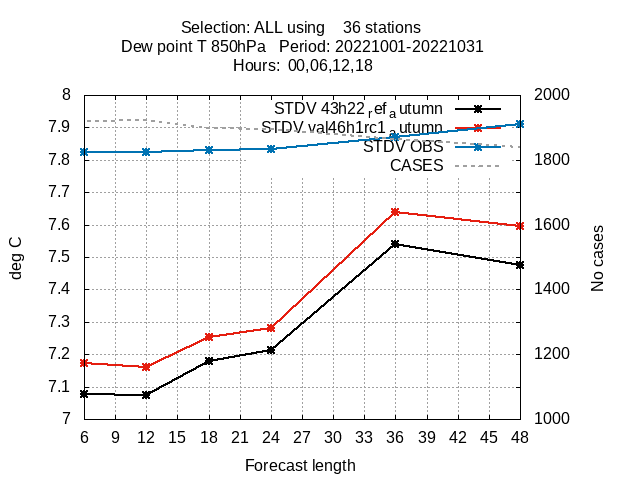 Selection: ALL using 36 stations
Dew point T 850hPa Period: 20221001-20221031
Hours: 00,06,12,18
STDV 43h22ref autumn
STDV val46h1rc1autumn
STDV OBS
CASES
8
7.9
7.8
7.7
7.6
7.5
7.4
7.3
7.2
7.1
7
deg C
2000
1800
1600
1400
1200
1000
No cases
6 9 12 15 18 21 24 27 30 33 36 39 42 45 48
Forecast length